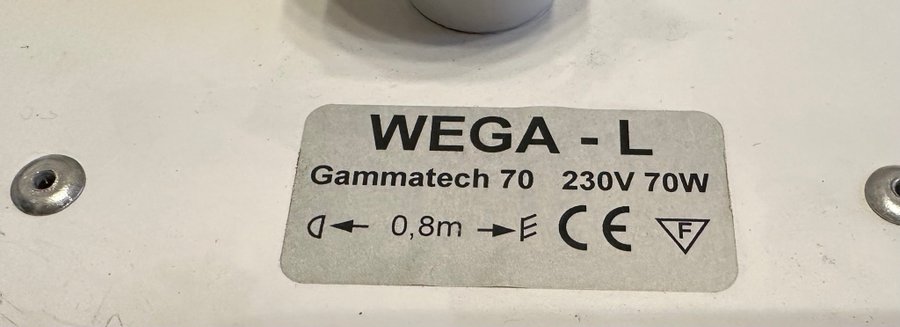 WEGA - L
Gammatech 70 230V 70W
0,8m CE F